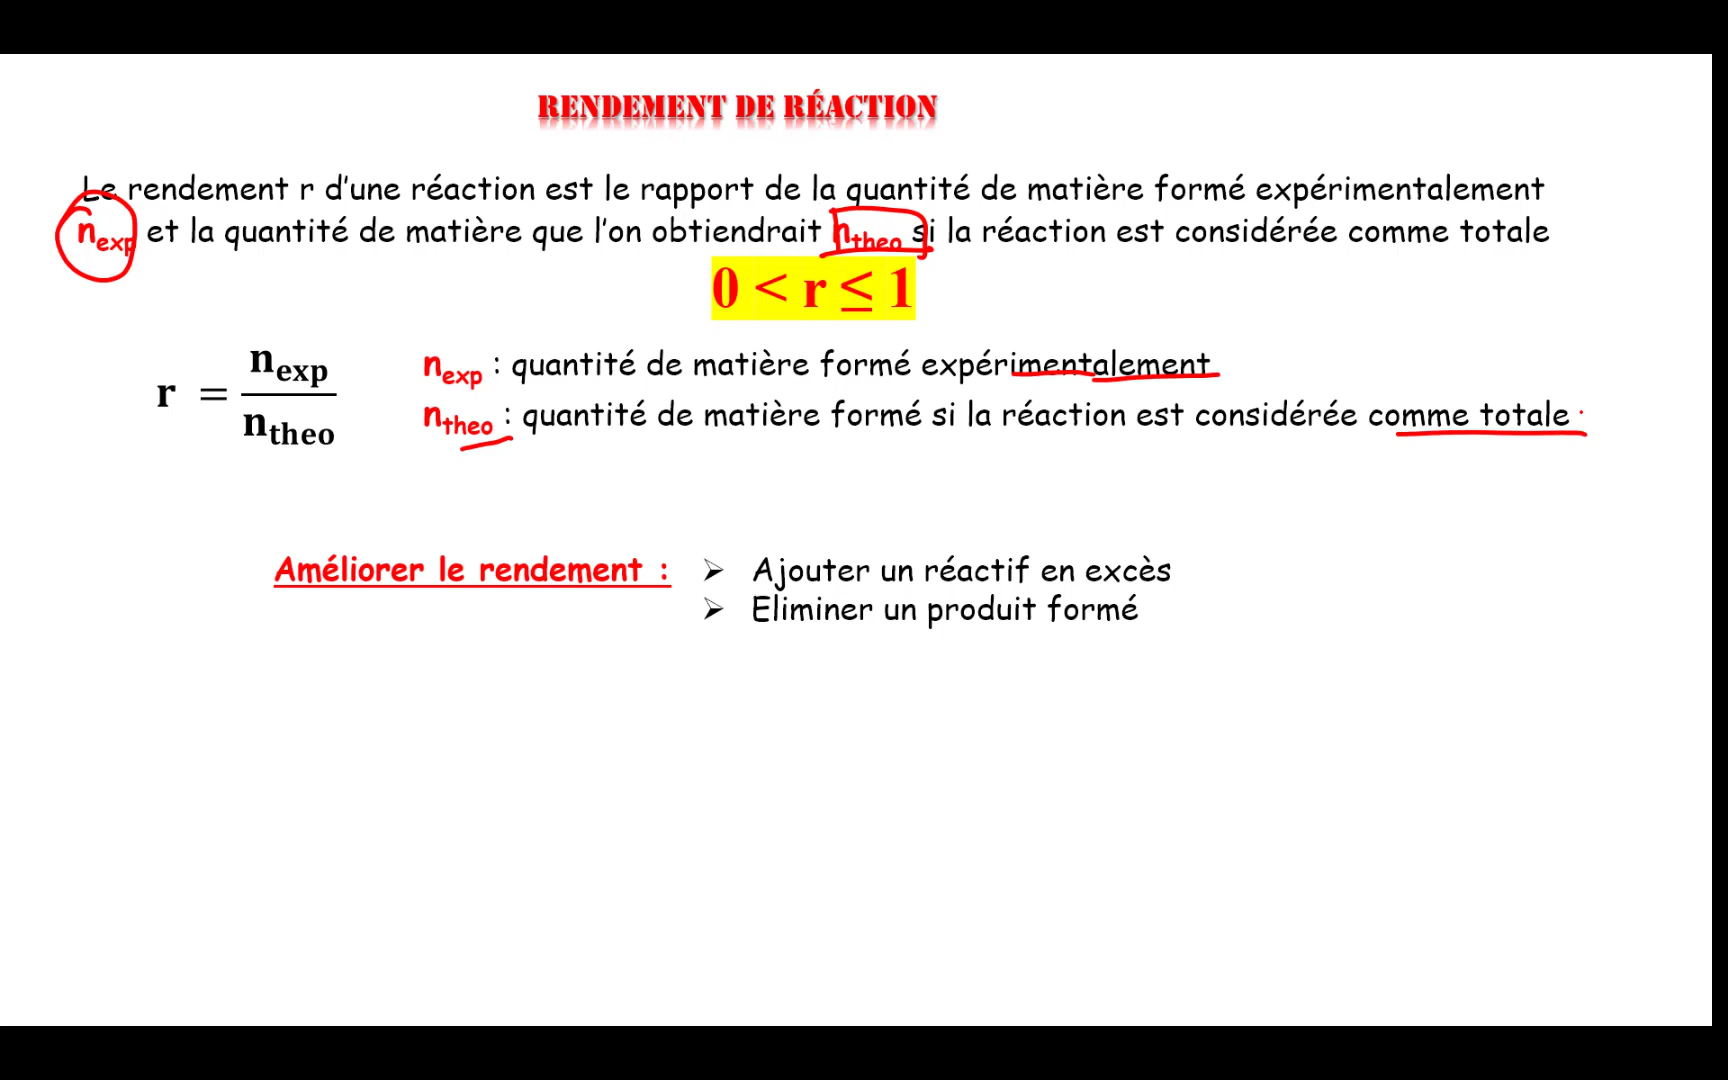 RENDEMENT DE RÉACTION
Le rendement r d'une réaction est le rapport de la quantité de matière formé expérimentalement
nexp et la quantité de matière que l'on obtiendrait ntheo si la réaction est considérée comme totale
0 < r ≤ 1
r = nexp / ntheo
nexp : quantité de matière formé expérimentalement
ntheo : quantité de matière formé si la réaction est considérée comme totale
Améliorer le rendement :
➢ Ajouter un réactif en excès
➢ Eliminer un produit formé